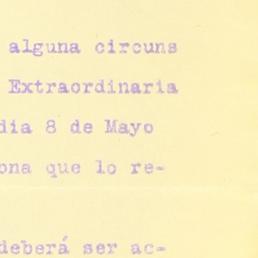 alguna circuns
Extraordinaria
dia 8 de Mayo
ona que lo re-
deberá ser ac-